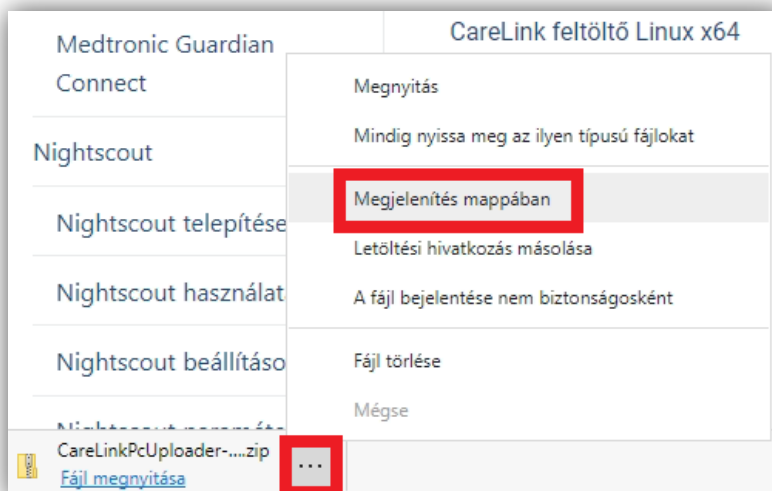 Medtronic Guardian
Connect
Nightscout
Nightscout telepítése
Nightscout használat
Nightscout beállításo
CareLink feltöltő Linux x64
Megnyitás
Mindig nyissa meg az ilyen típusú fájlokat
Megjelenítés mappában
Letöltési hivatkozás másolása
A fájl bejelentése nem biztonságosként
Fájl törlése
Mégse
CareLinkPcUploader-....zip
Fájl megnyitása
...